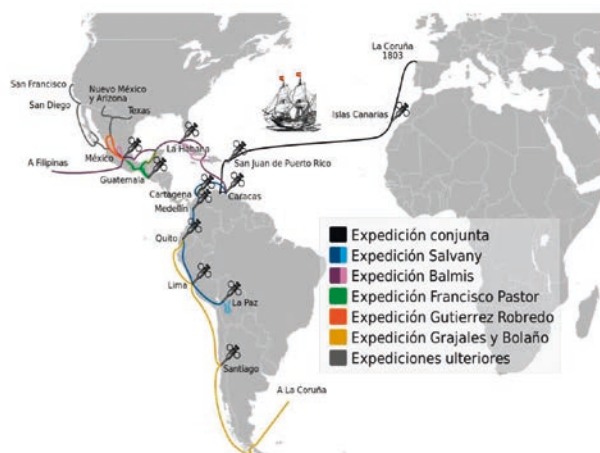 La Coruña
1803
San Francisco
Nuevo México
y Arizona
San Diego
Texas
Islas Canarias
La Habana
San Juan de Puerto Rico
México
A Filipinas
Guatemala
Cartagena
Caracas
Medellín
Quito
Lima
La Paz
Santiago
A La Coruña
Expedición conjunta
Expedición Salvany
Expedición Balmis
Expedición Francisco Pastor
Expedición Gutierrez Robredo
Expedición Grajales y Bolaño
Expediciones ulteriores